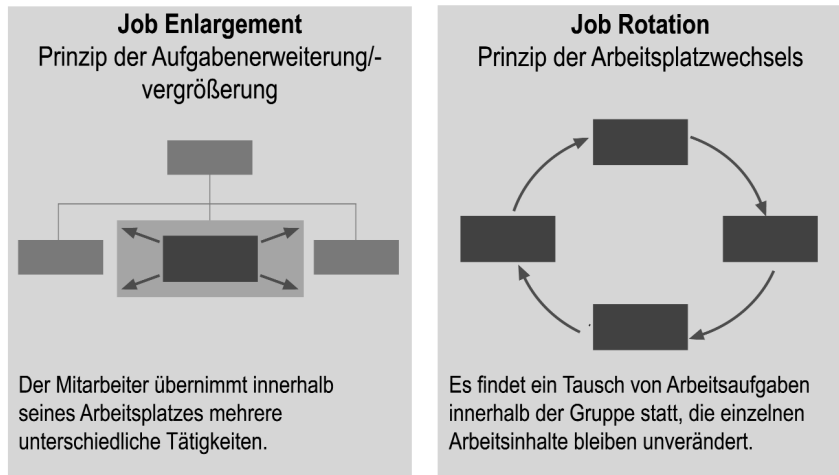 Job Enlargement
Prinzip der Aufgabenerweiterung/-
vergrößerung
Der Mitarbeiter übernimmt innerhalb
seines Arbeitsplatzes mehrere
unterschiedliche Tätigkeiten.
Job Rotation
Prinzip der Arbeitsplatzwechsels
Es findet ein Tausch von Arbeitsaufgaben
innerhalb der Gruppe statt, die einzelnen
Arbeitsinhalte bleiben unverändert.